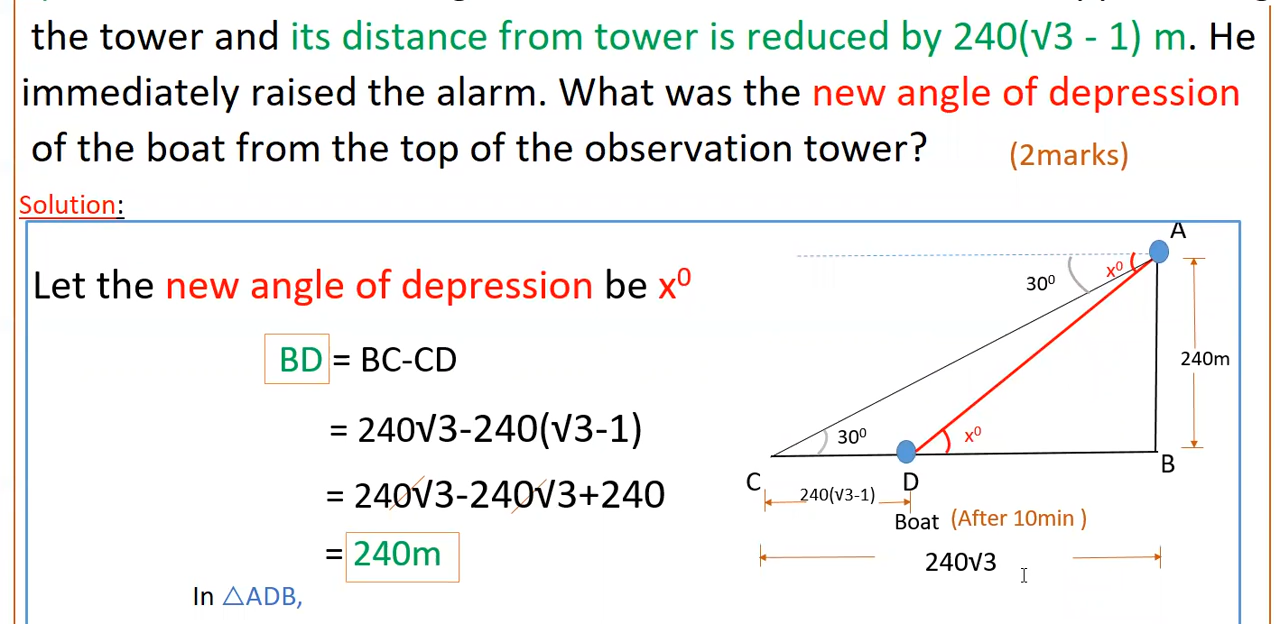 the tower and its distance from tower is reduced by 240(√3 - 1) m. He
immediately raised the alarm. What was the new angle of depression
of the boat from the top of the observation tower? (2marks)
Solution:
Let the new angle of depression be x⁰
BD = BC-CD
= 240√3-240(√3-1)
= 240√3-240√3+240
= 240m
In △ADB,
A
30⁰
x⁰
240m
30⁰
x⁰
C
D
B
240(√3-1)
Boat (After 10min )
240√3